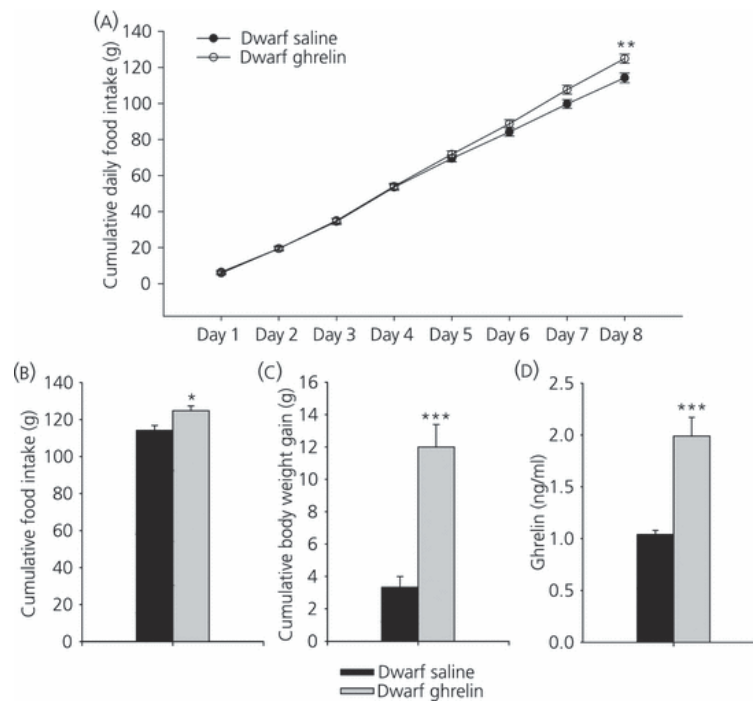 (A)
140
120
100
80
60
40
20
0
Cumulative daily food intake (g)
Dwarf saline
Dwarf ghrelin
**
Day 1 Day 2 Day 3 Day 4 Day 5 Day 6 Day 7 Day 8
(B)
140
120
100
80
60
40
20
0
Cumulative food intake (g)
*
(C)
16
14
12
10
8
6
4
2
0
Cumulative body weight gain (g)
***
(D)
2.5
2.0
1.5
1.0
0.5
0.0
Ghrelin (ng/ml)
***
Dwarf saline
Dwarf ghrelin